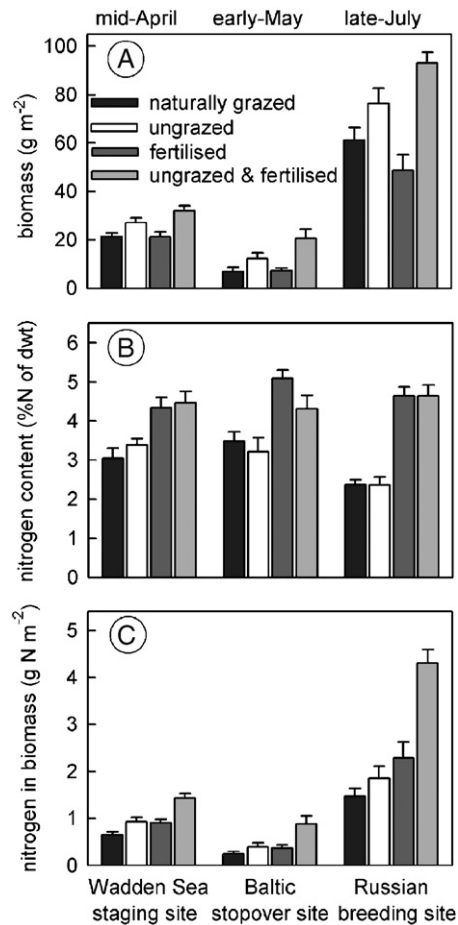 mid-April early-May late-July
A
biomass (g m-2)
100
80
60
40
20
0
naturally grazed
ungrazed
fertilised
ungrazed & fertilised
B
nitrogen content (%N of dwt)
6
5
4
3
2
1
0
C
nitrogen in biomass (g N m-2)
5
4
3
2
1
0
Wadden Sea Baltic Russian
staging site stopover site breeding site